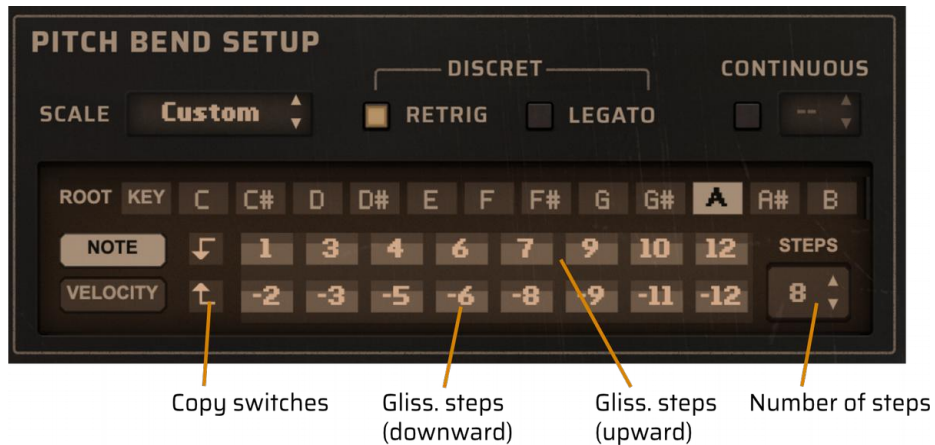 PITCH BEND SETUP
DISCRET
CONTINUOUS
SCALE Custom RETRIG LEGATO --
ROOT KEY C C# D D# E F F# G G# A A# B
NOTE 1 3 4 6 7 9 10 12 STEPS
VELOCITY -2 -3 -5 -6 -8 -9 -11 -12 8
Copy switches Gliss. steps Gliss. steps Number of steps
(downward) (upward)